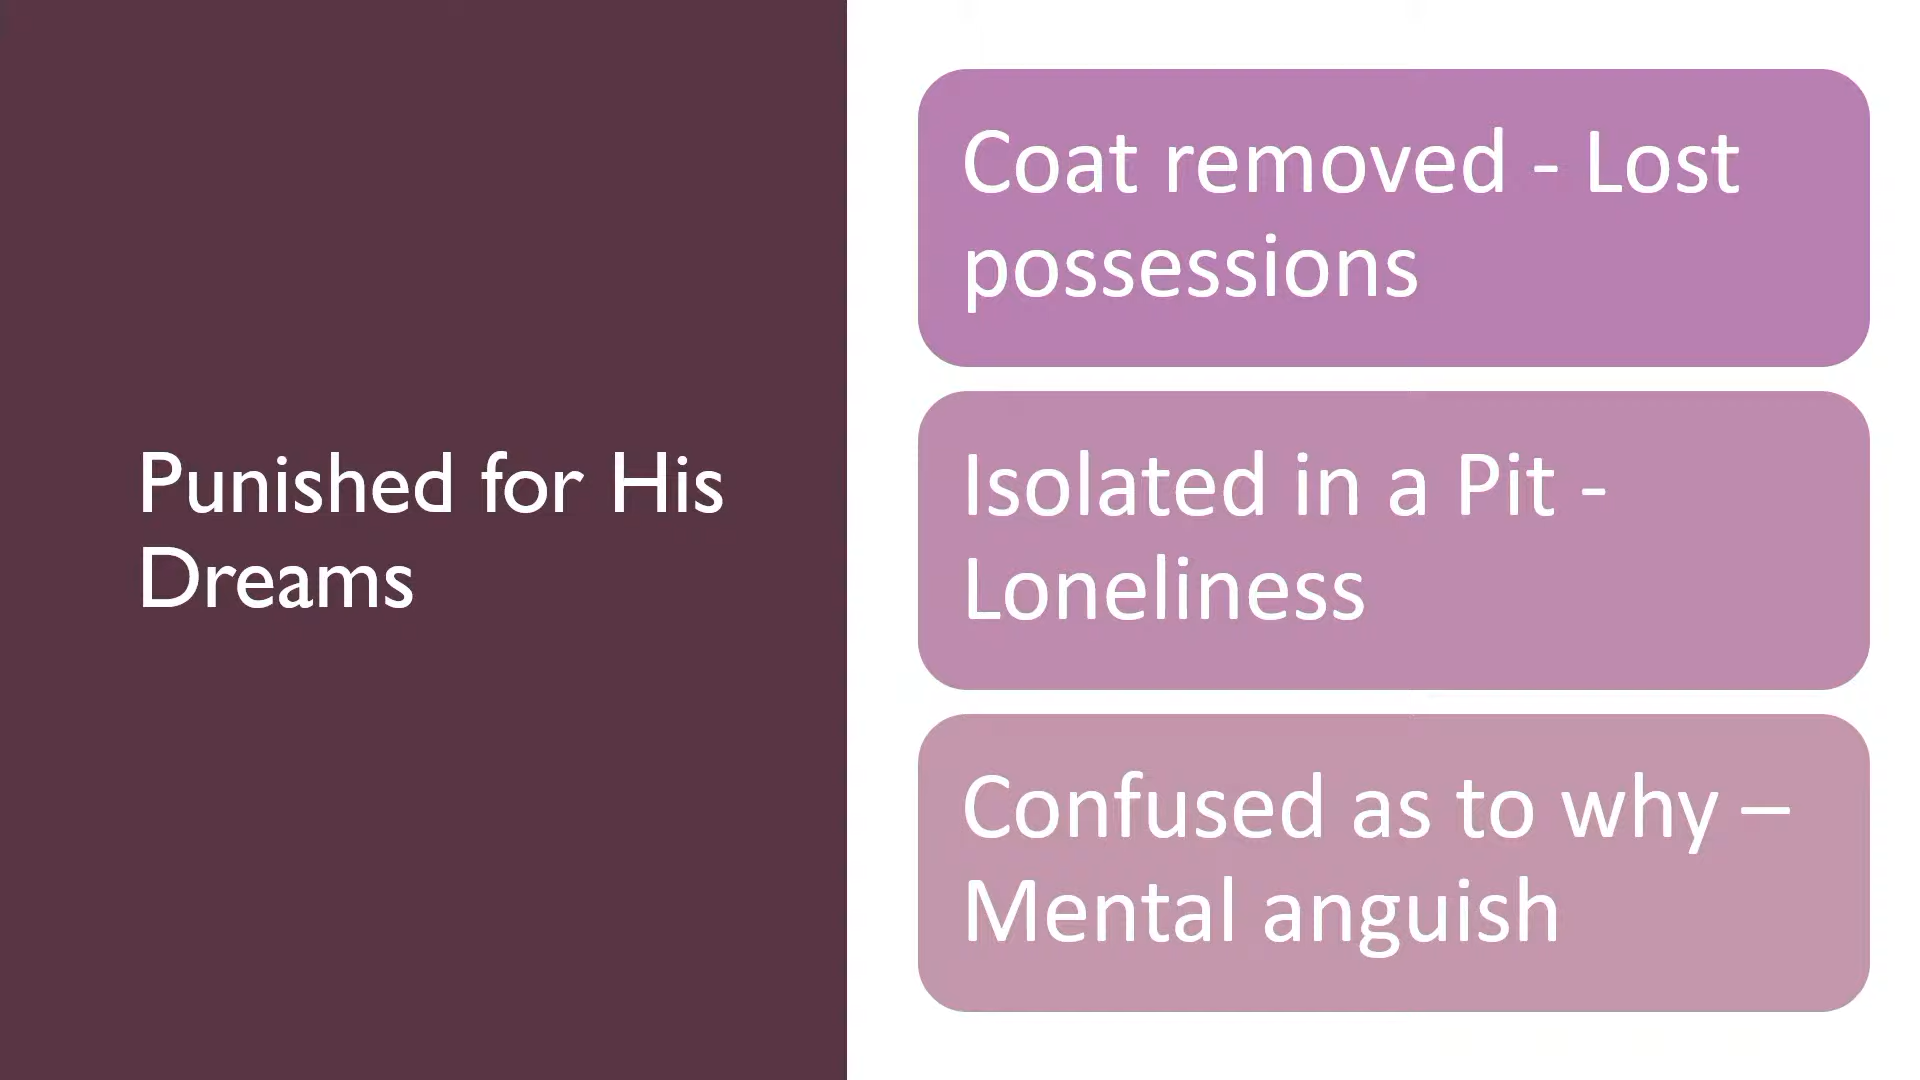 Punished for His
Dreams
Coat removed - Lost
possessions
Isolated in a Pit -
Loneliness
Confused as to why –
Mental anguish